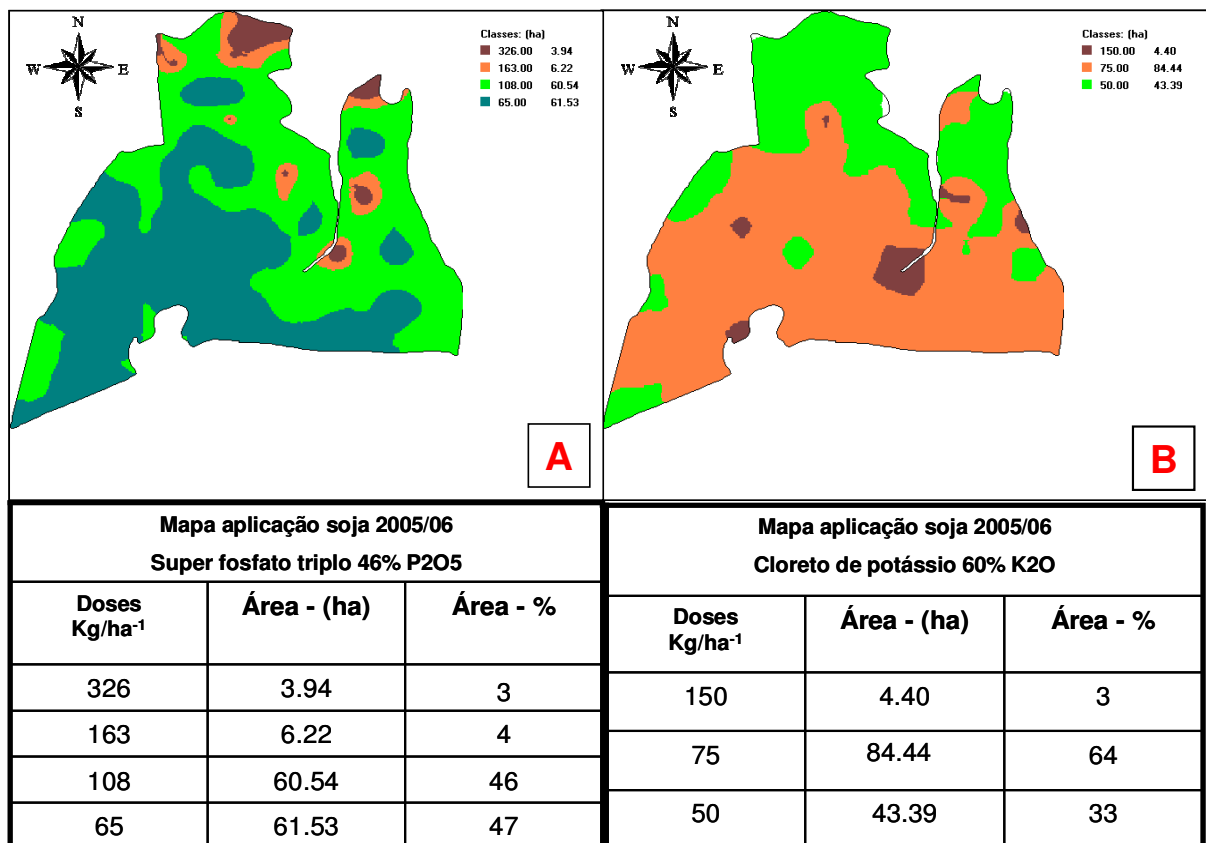 N
W E
S
Classes: (ha)
326.00 3.94
163.00 6.22
108.00 60.54
65.00 61.53
A
N
W E
S
Classes: (ha)
150.00 4.40
75.00 84.44
50.00 43.39
B
Mapa aplicação soja 2005/06
Super fosfato triplo 46% P2O5
Doses Área - (ha) Área - %
Kg/ha-1
326 3.94 3
163 6.22 4
108 60.54 46
65 61.53 47
Mapa aplicação soja 2005/06
Cloreto de potássio 60% K2O
Doses Área - (ha) Área - %
Kg/ha-1
150 4.40 3
75 84.44 64
50 43.39 33